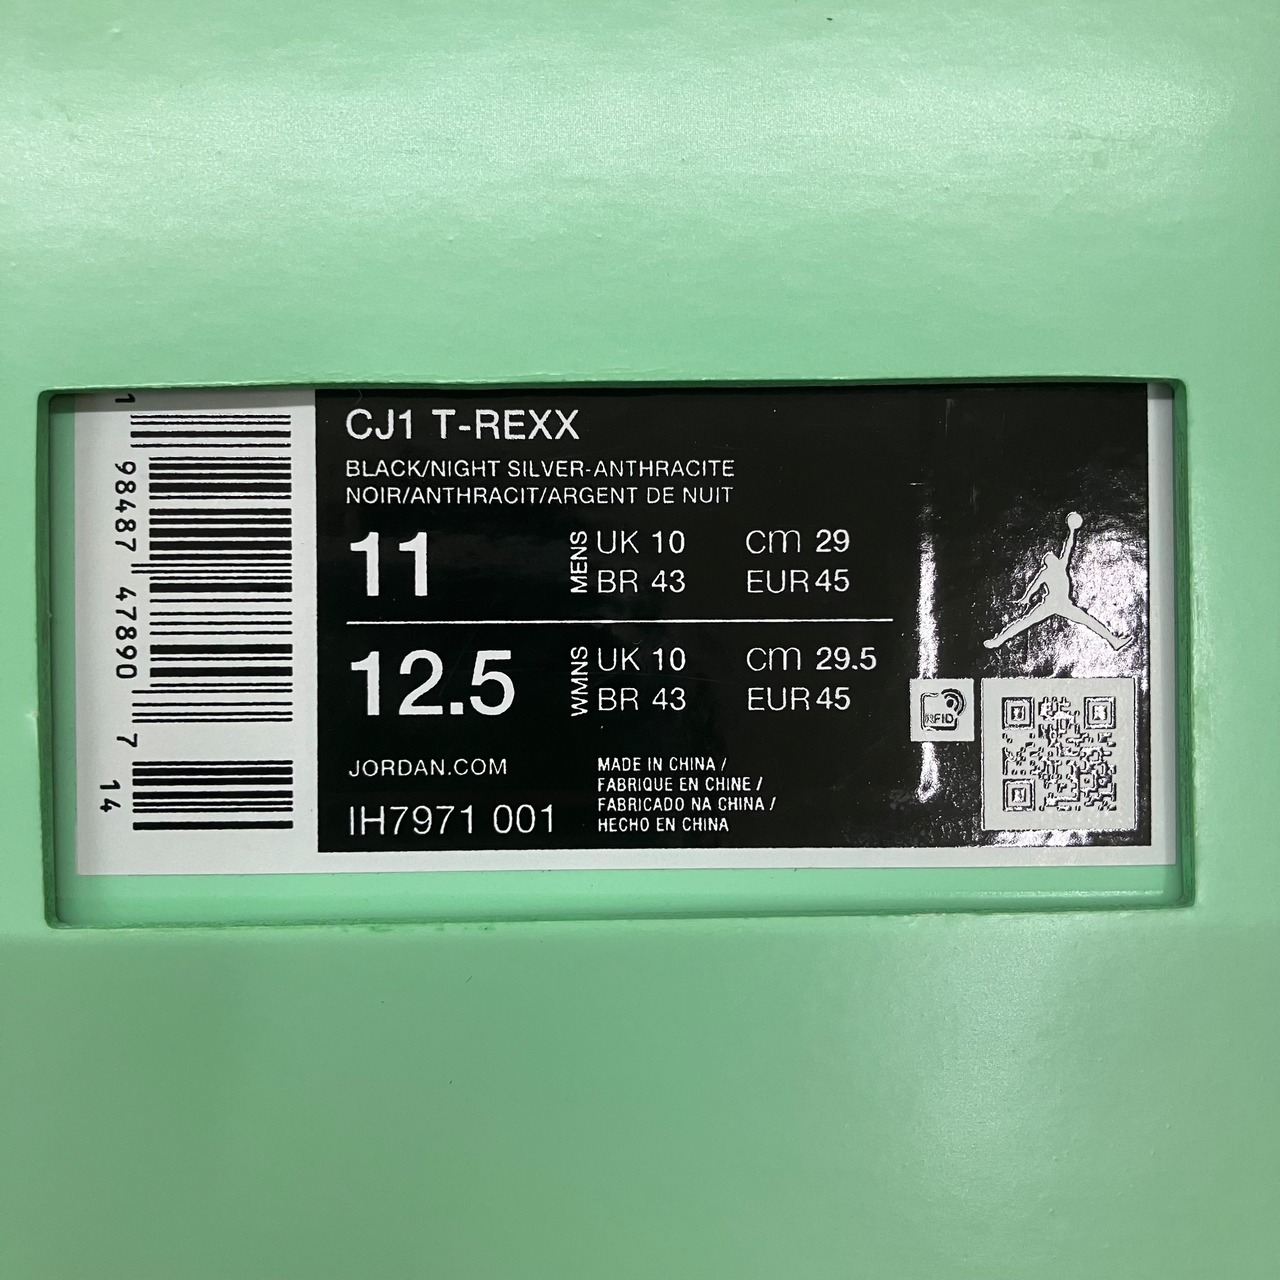 1 98487 47890 7 14
CJ1 T-REXX
BLACK/NIGHT SILVER-ANTHRACITE
NOIR/ANTHRACIT/ARGENT DE NUIT
11 MENS UK 10 CM 29
BR 43 EUR 45
12.5 WMNS UK 10 CM 29.5
BR 43 EUR 45
RFID
JORDAN.COM
IH7971 001
MADE IN CHINA /
FABRIQUE EN CHINE /
FABRICADO NA CHINA /
HECHO EN CHINA